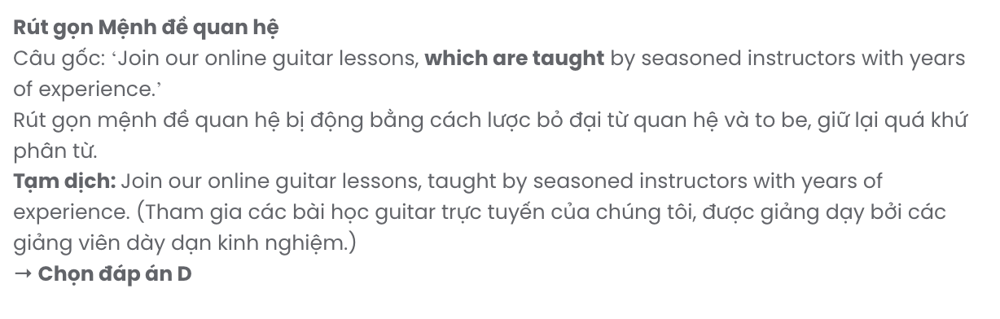 Rút gọn Mệnh đề quan hệ
Câu gốc: ‘Join our online guitar lessons, which are taught by seasoned instructors with years
of experience.’
Rút gọn mệnh đề quan hệ bị động bằng cách lược bỏ đại từ quan hệ và to be, giữ lại quá khứ
phân từ.
Tạm dịch: Join our online guitar lessons, taught by seasoned instructors with years of
experience. (Tham gia các bài học guitar trực tuyến của chúng tôi, được giảng dạy bởi các
giảng viên dày dạn kinh nghiệm.)
→ Chọn đáp án D